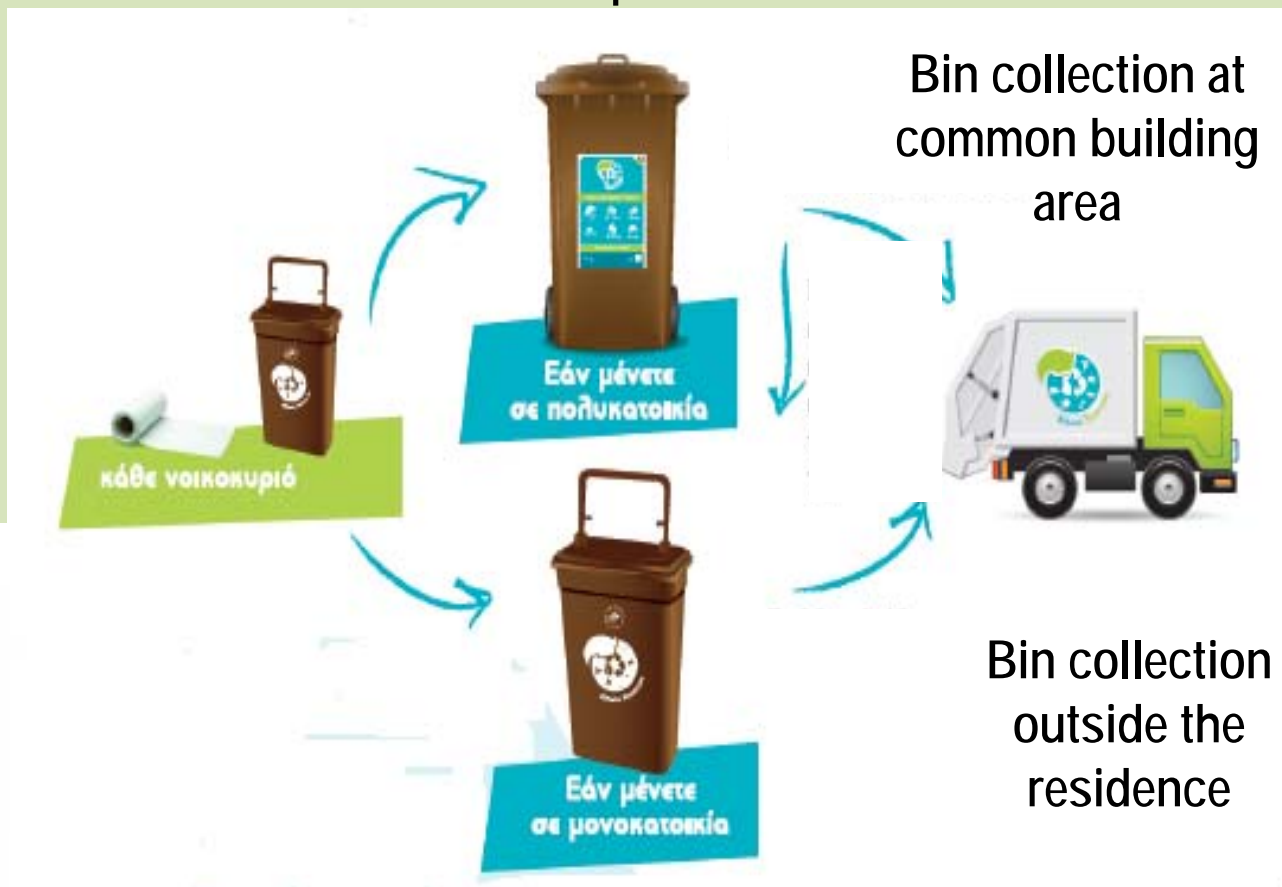 Bin collection at
common building
area
Εάν μένετε
σε πολυκατοικία
κάθε νοικοκυριό
Bin collection
outside the
residence
Εάν μένετε
σε μονοκατοικία